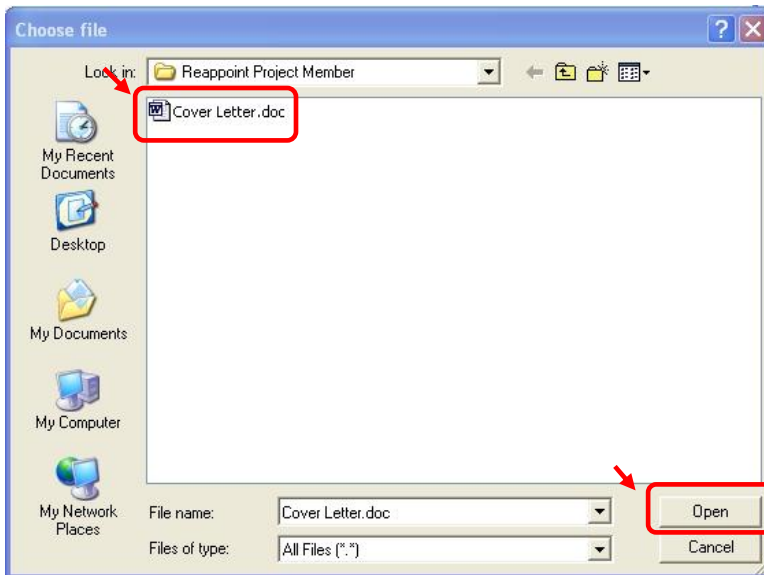 Choose file
Look in:
Reappoint Project Member
Cover Letter.doc
My Recent
Documents
Desktop
My Documents
My Computer
My Network
Places
File name:
Cover Letter.doc
Open
Files of type:
All Files (*.*)
Cancel